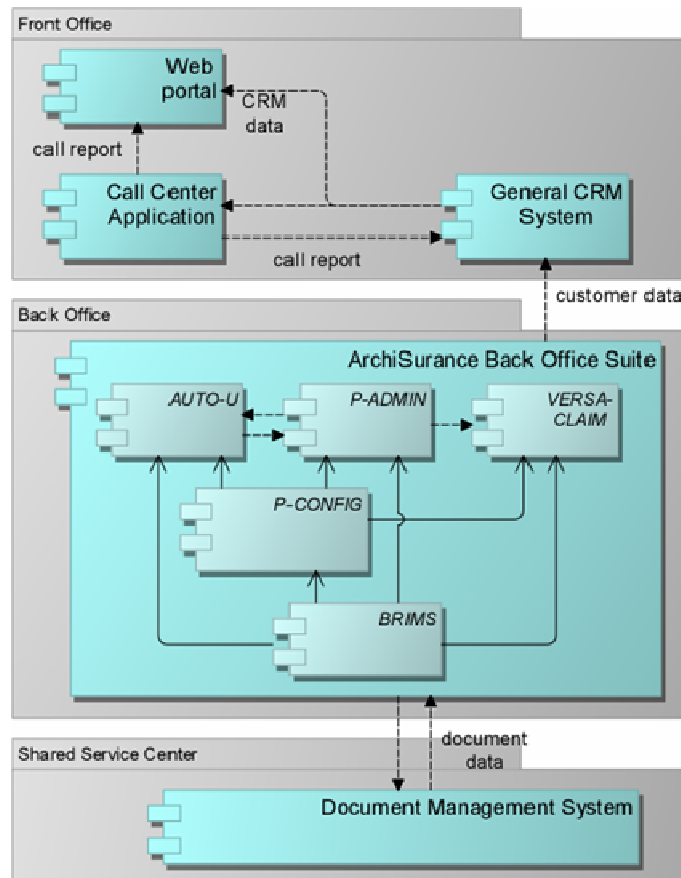 Front Office
Web
portal
CRM
data
call report
Call Center
Application
General CRM
System
call report
customer data
Back Office
ArchiSurance Back Office Suite
AUTO-U
P-ADMIN
VERSA-
CLAIM
P-CONFIG
BRIMS
document
data
Shared Service Center
Document Management System